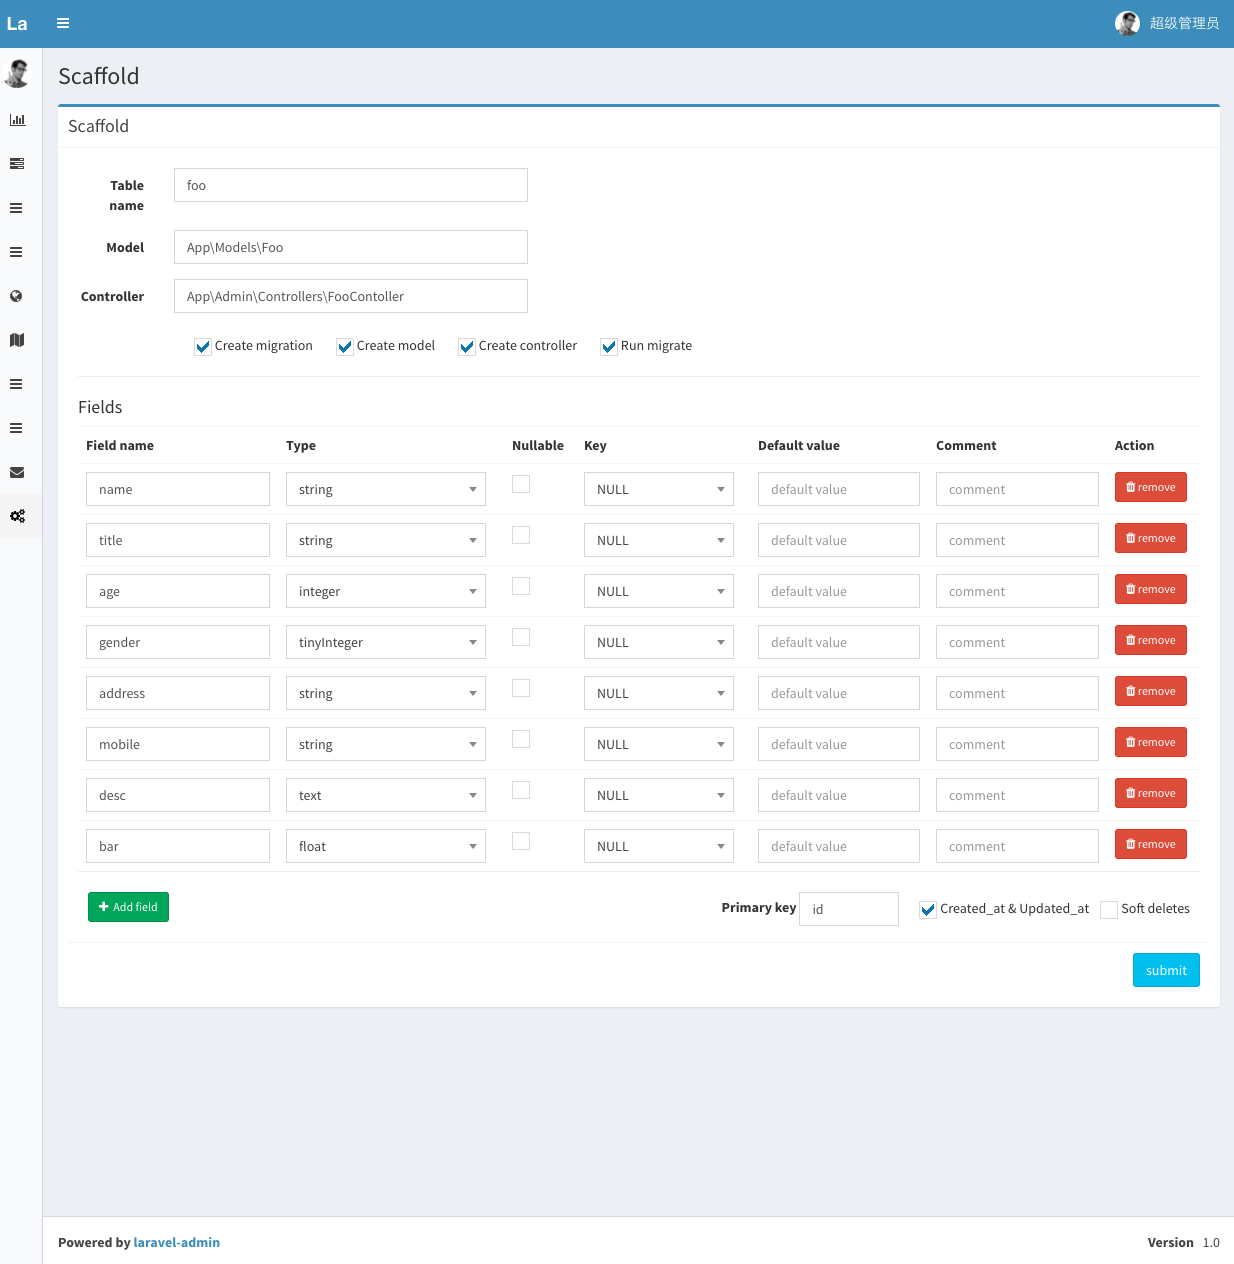 La
超级管理员
Scaffold
Scaffold
Table name
foo
Model
App\Models\Foo
Controller
App\Admin\Controllers\FooContoller
Create migration Create model Create controller Run migrate
Fields
Field name Type Nullable Key Default value Comment Action
name string NULL default value comment remove
title string NULL default value comment remove
age integer NULL default value comment remove
gender tinyInteger NULL default value comment remove
address string NULL default value comment remove
mobile string NULL default value comment remove
desc text NULL default value comment remove
bar float NULL default value comment remove
Add field Primary key id Created_at & Updated_at Soft deletes
submit
Powered by laravel-admin Version 1.0